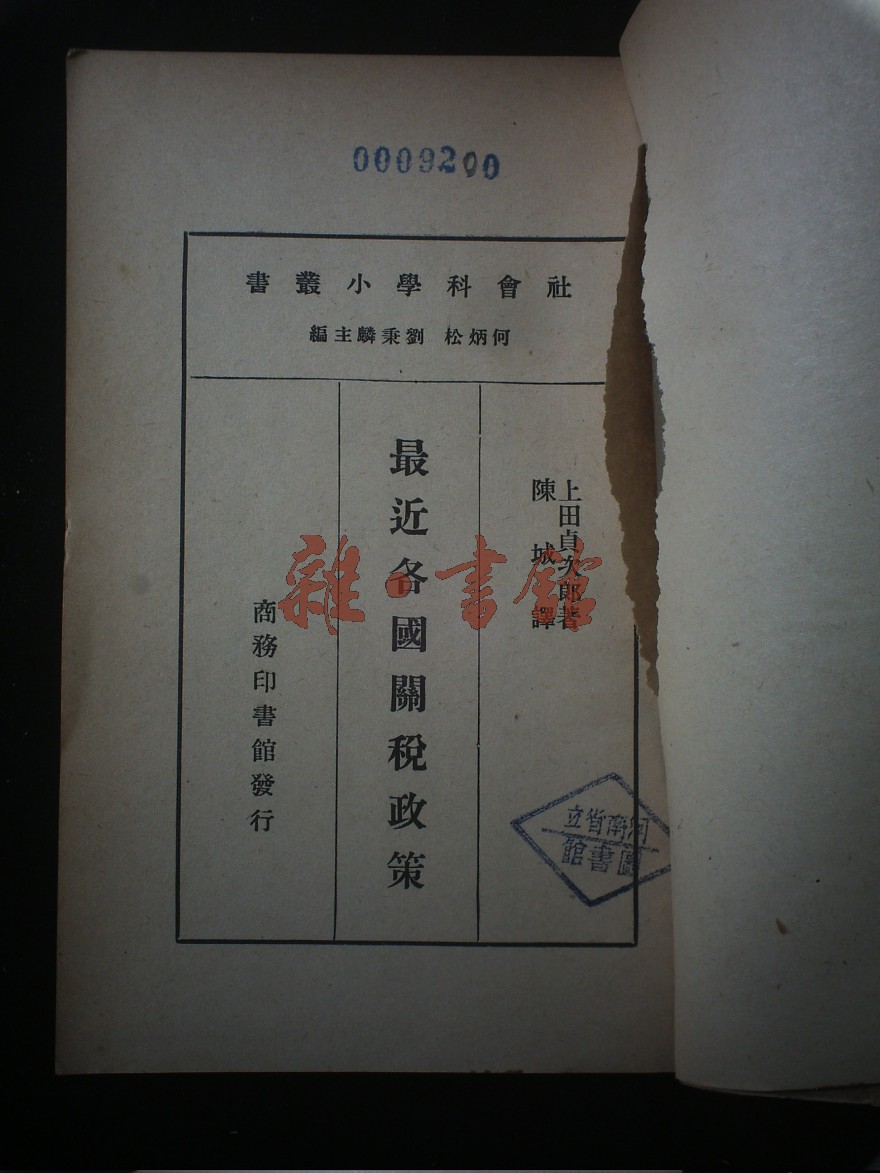 0009200
社會科學小叢書
何炳松 劉秉麟主編
上田貞次郎著
陳城譯
最近各國關稅政策
商務印書館發行
河南省立
圖書館
雜·書館